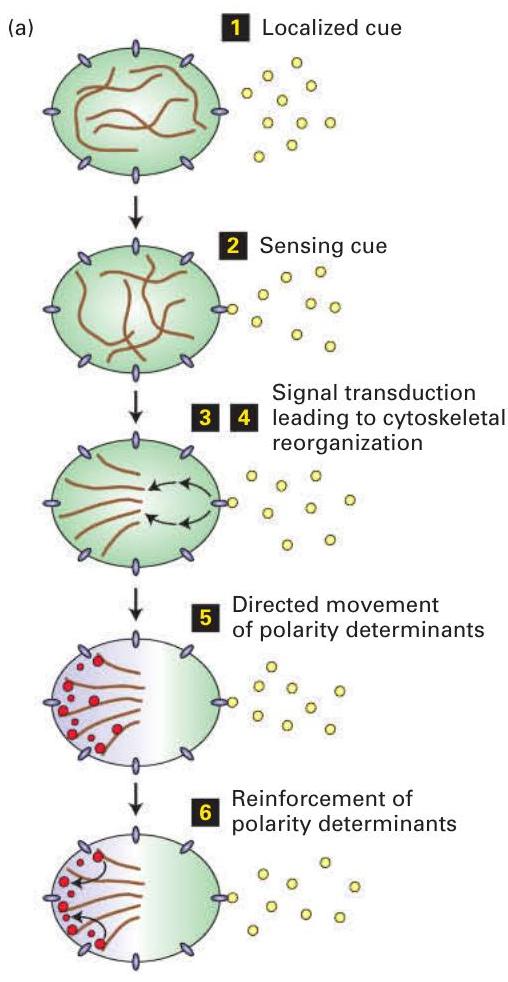 (a)
1 Localized cue
2 Sensing cue
Signal transduction
3 4 leading to cytoskeletal
reorganization
Directed movement
5 of polarity determinants
Reinforcement of
6 polarity determinants